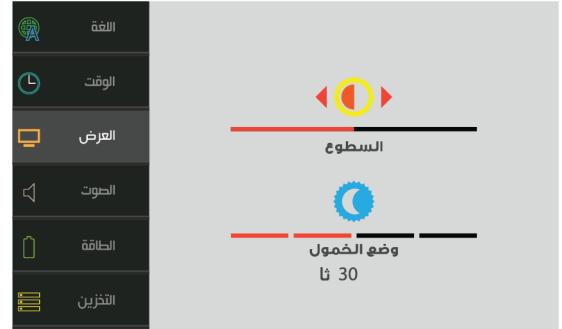 اللغة
الوقت
العرض
الصوت
الطاقة
التخزين
السطوع
وضع الخمول
30 ثا